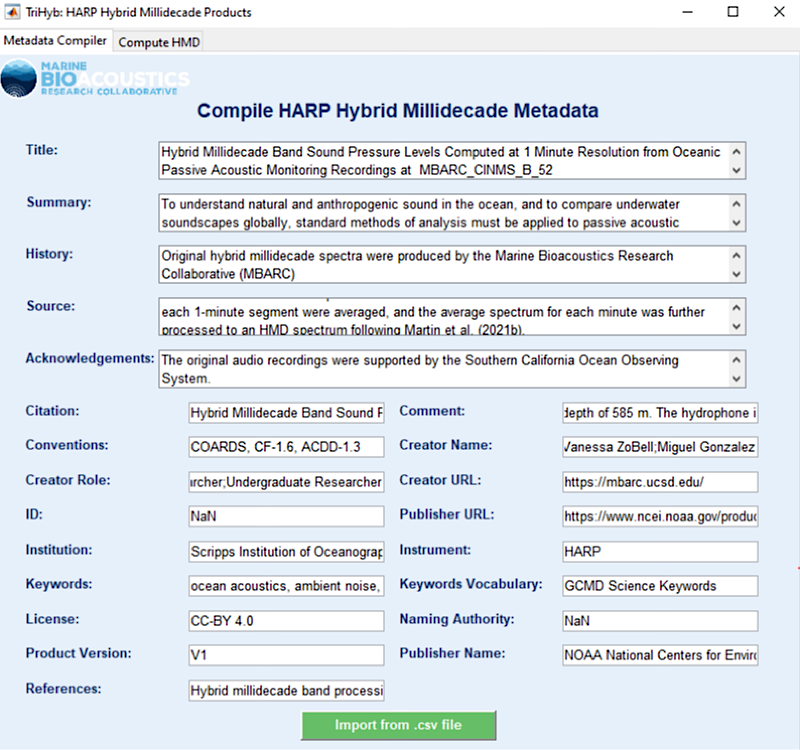 TriHyb: HARP Hybrid Millidecade Products
Metadata Compiler Compute HMD
MARINE
BIOACOUSTICS
RESEARCH COLLABORATIVE
Compile HARP Hybrid Millidecade Metadata
Title: Hybrid Millidecade Band Sound Pressure Levels Computed at 1 Minute Resolution from Oceanic
Passive Acoustic Monitoring Recordings at MBARC_CINMS_B_52
Summary: To understand natural and anthropogenic sound in the ocean, and to compare underwater
soundscapes globally, standard methods of analysis must be applied to passive acoustic
History: Original hybrid millidecade spectra were produced by the Marine Bioacoustics Research
Collaborative (MBARC)
Source: each 1-minute segment were averaged, and the average spectrum for each minute was further
processed to an HMD spectrum following Martin et al. (2021b).
Acknowledgements: The original audio recordings were supported by the Southern California Ocean Observing
System.
Citation: Hybrid Millidecade Band Sound F Comment: depth of 585 m. The hydrophone i
Conventions: COARDS, CF-1.6, ACDD-1.3 Creator Name: Vanessa ZoBell;Miguel Gonzalez
Creator Role: ircher;Undergraduate Researcher Creator URL: https://mbarc.ucsd.edu/
ID: NaN Publisher URL: https://www.ncei.noaa.gov/produc
Institution: Scripps Institution of Oceanograp Instrument: HARP
Keywords: ocean acoustics, ambient noise, Keywords Vocabulary: GCMD Science Keywords
License: CC-BY 4.0 Naming Authority: NaN
Product Version: V1 Publisher Name: NOAA National Centers for Enviro
References: Hybrid millidecade band processi
Import from .csv file